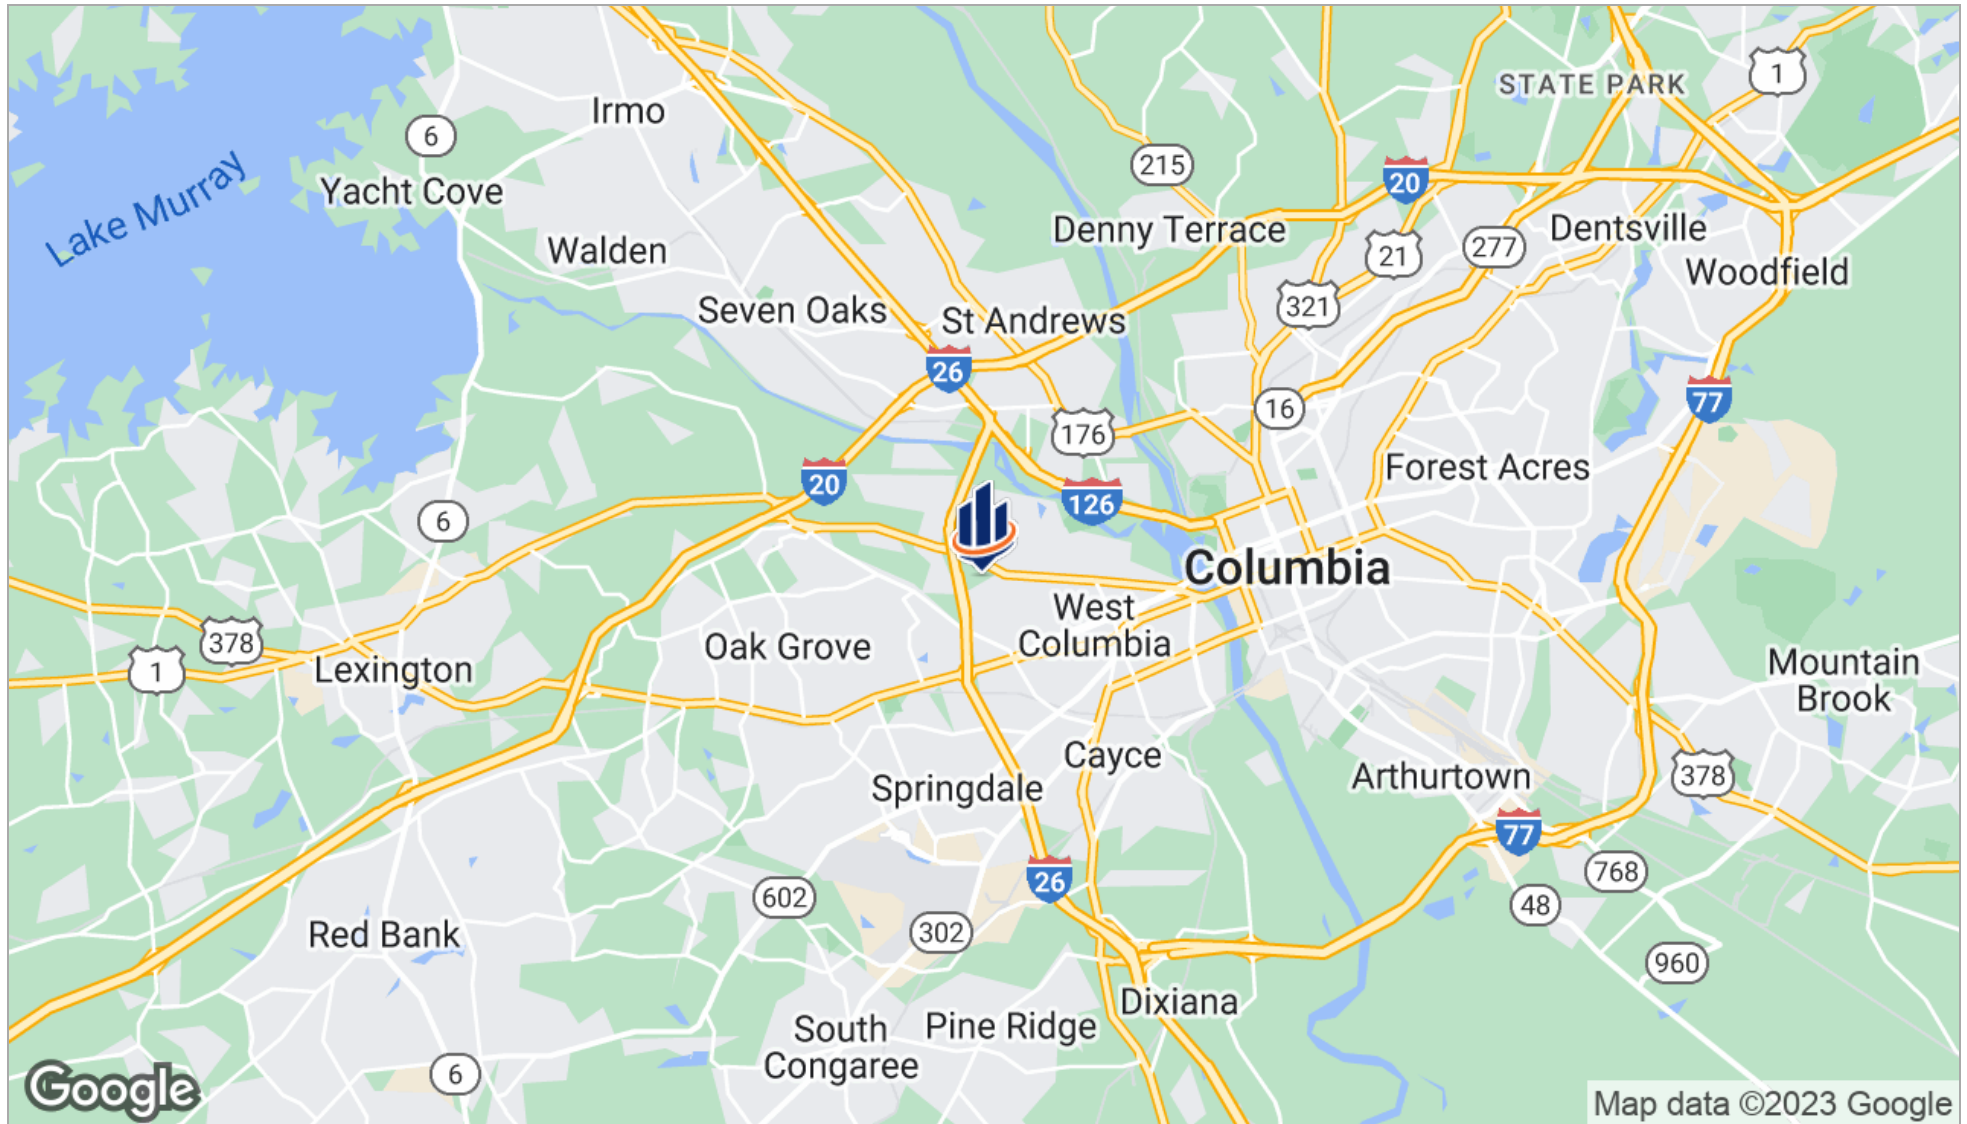 1
STATE PARK
Irmo
6
215
20
Lake Murray
Yacht Cove
Denny Terrace
Dentsville
Walden
21
277
Woodfield
321
Seven Oaks
St Andrews
26
77
16
176
Forest Acres
20
126
6
Columbia
West
Columbia
378
1
Lexington
Oak Grove
Mountain
Brook
Cayce
Springdale
Arthurtown
378
77
768
26
602
48
302
Red Bank
960
Dixiana
South
Congaree
Pine Ridge
6
Google
Map data ©2023 Google